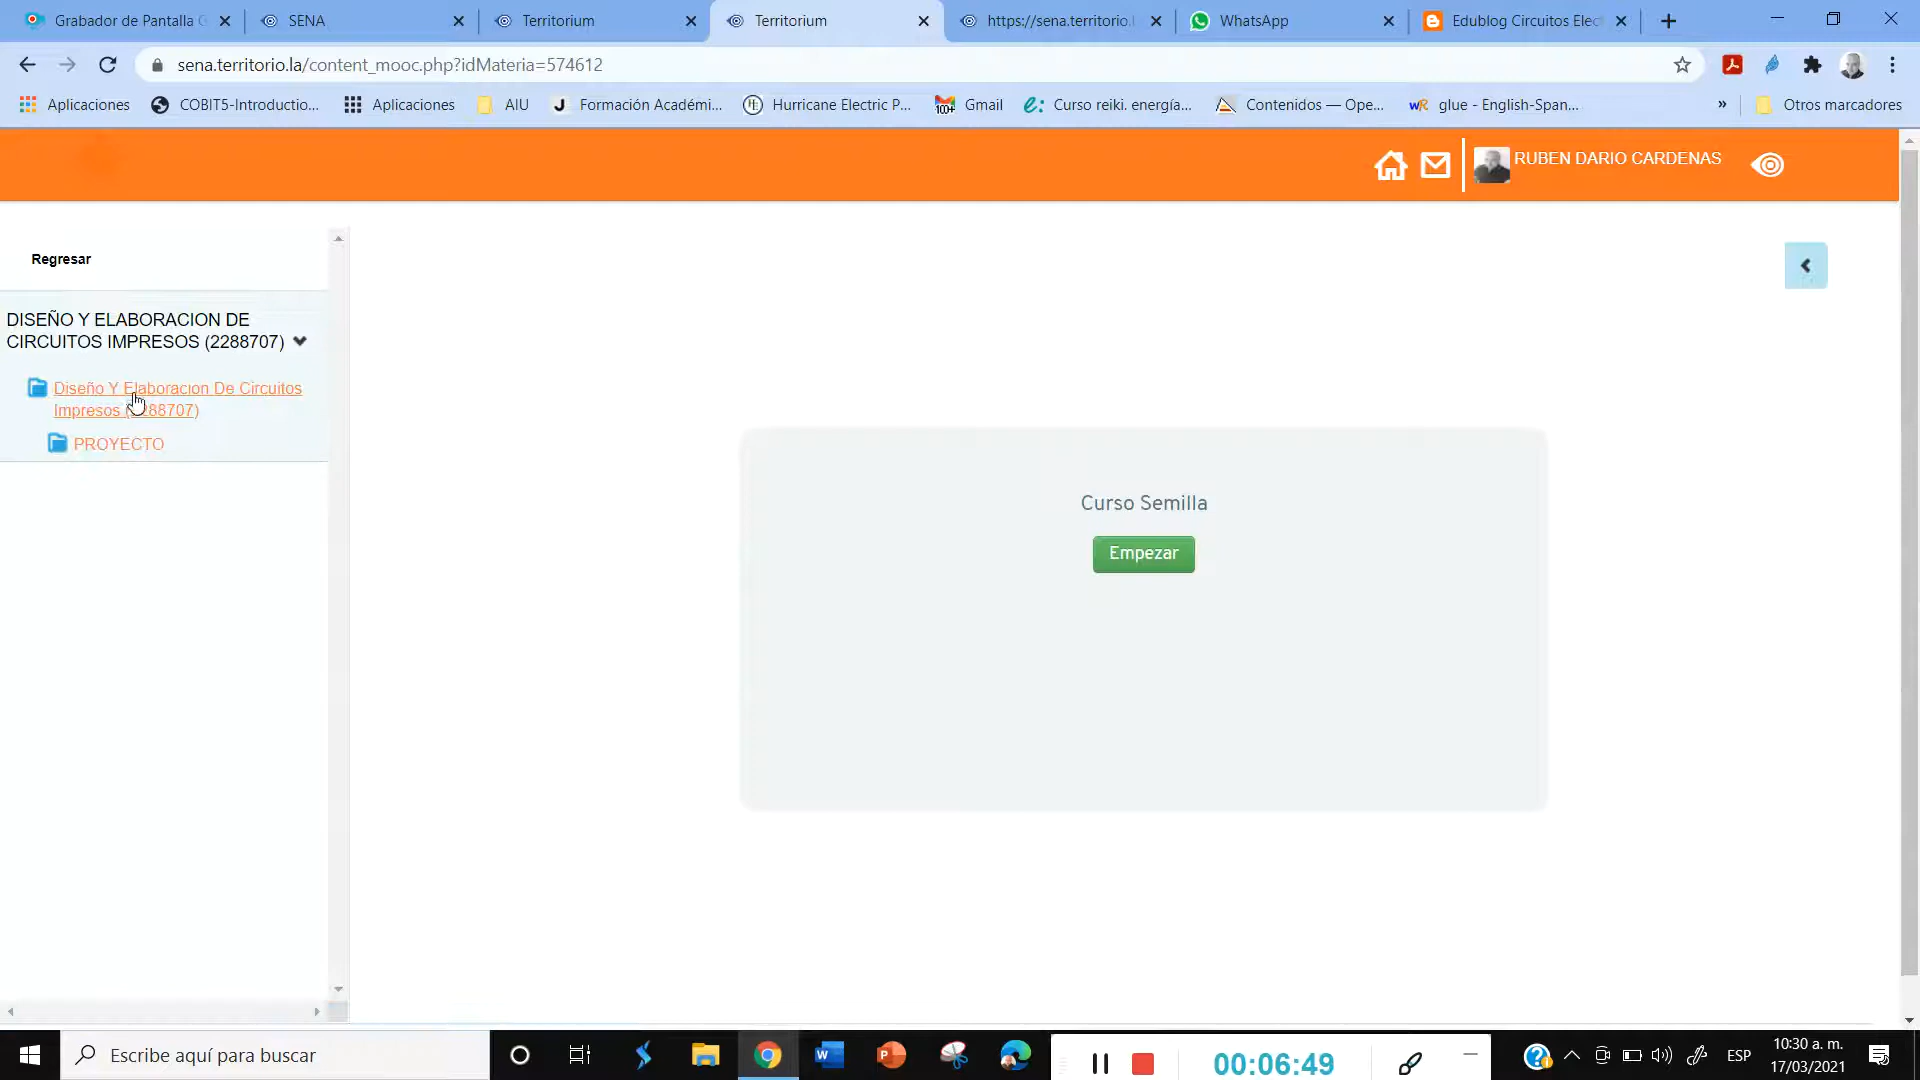 Grabador de Pantalla G
SENA
Territorium
Territorium
https://sena.territorio.l
WhatsApp
Edublog Circuitos Elec
sena.territorio.la/content_mooc.php?idMateria=574612
Aplicaciones
COBIT5-Introductio...
Aplicaciones
AIU
Formación Académi...
Hurricane Electric P...
100+
Gmail
Curso reiki. energía...
Contenidos — Ope...
glue - English-Span...
»
Otros marcadores
RUBEN DARIO CARDENAS
Regresar
DISEÑO Y ELABORACION DE
CIRCUITOS IMPRESOS (2288707)
Diseño Y Elaboracion De Circuitos
Impresos (2288707)
PROYECTO
Curso Semilla
Empezar
Escribe aquí para buscar
00:06:49
ESP
10:30 a. m.
17/03/2021